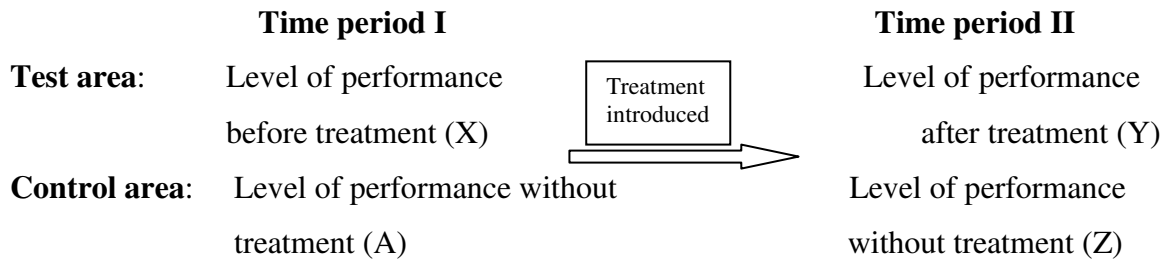 Time period I Time period II
Test area: Level of performance Treatment introduced Level of performance
before treatment (X) after treatment (Y)
Control area: Level of performance without Level of performance
treatment (A) without treatment (Z)